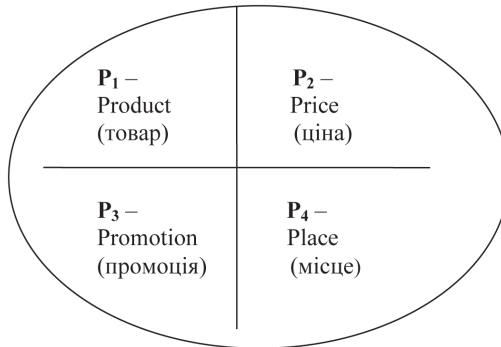 P₁ –
Product
(товар)
P₂ –
Price
(ціна)
P₃ –
Promotion
(промоція)
P₄ –
Place
(місце)